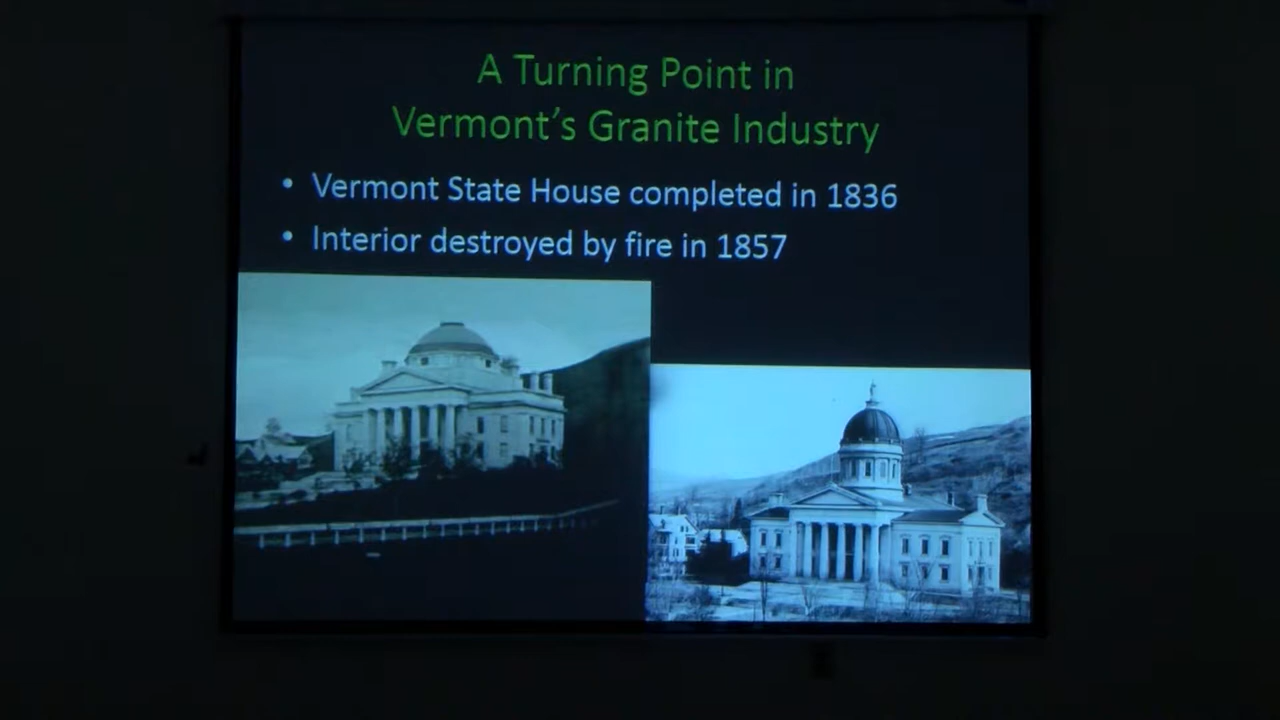 A Turning Point in
Vermont's Granite Industry
• Vermont State House completed in 1836
• Interior destroyed by fire in 1857